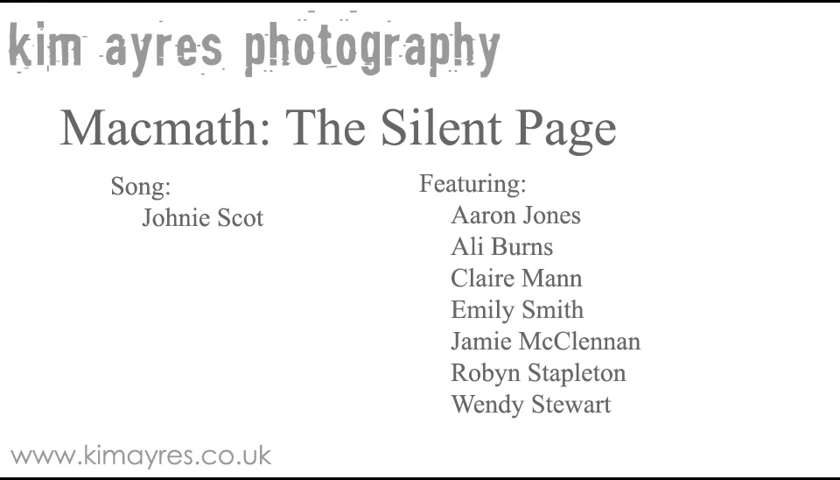 kim ayres photography
Macmath: The Silent Page
Song:
Johnie Scot
Featuring:
Aaron Jones
Ali Burns
Claire Mann
Emily Smith
Jamie McClennan
Robyn Stapleton
Wendy Stewart
www.kimayres.co.uk